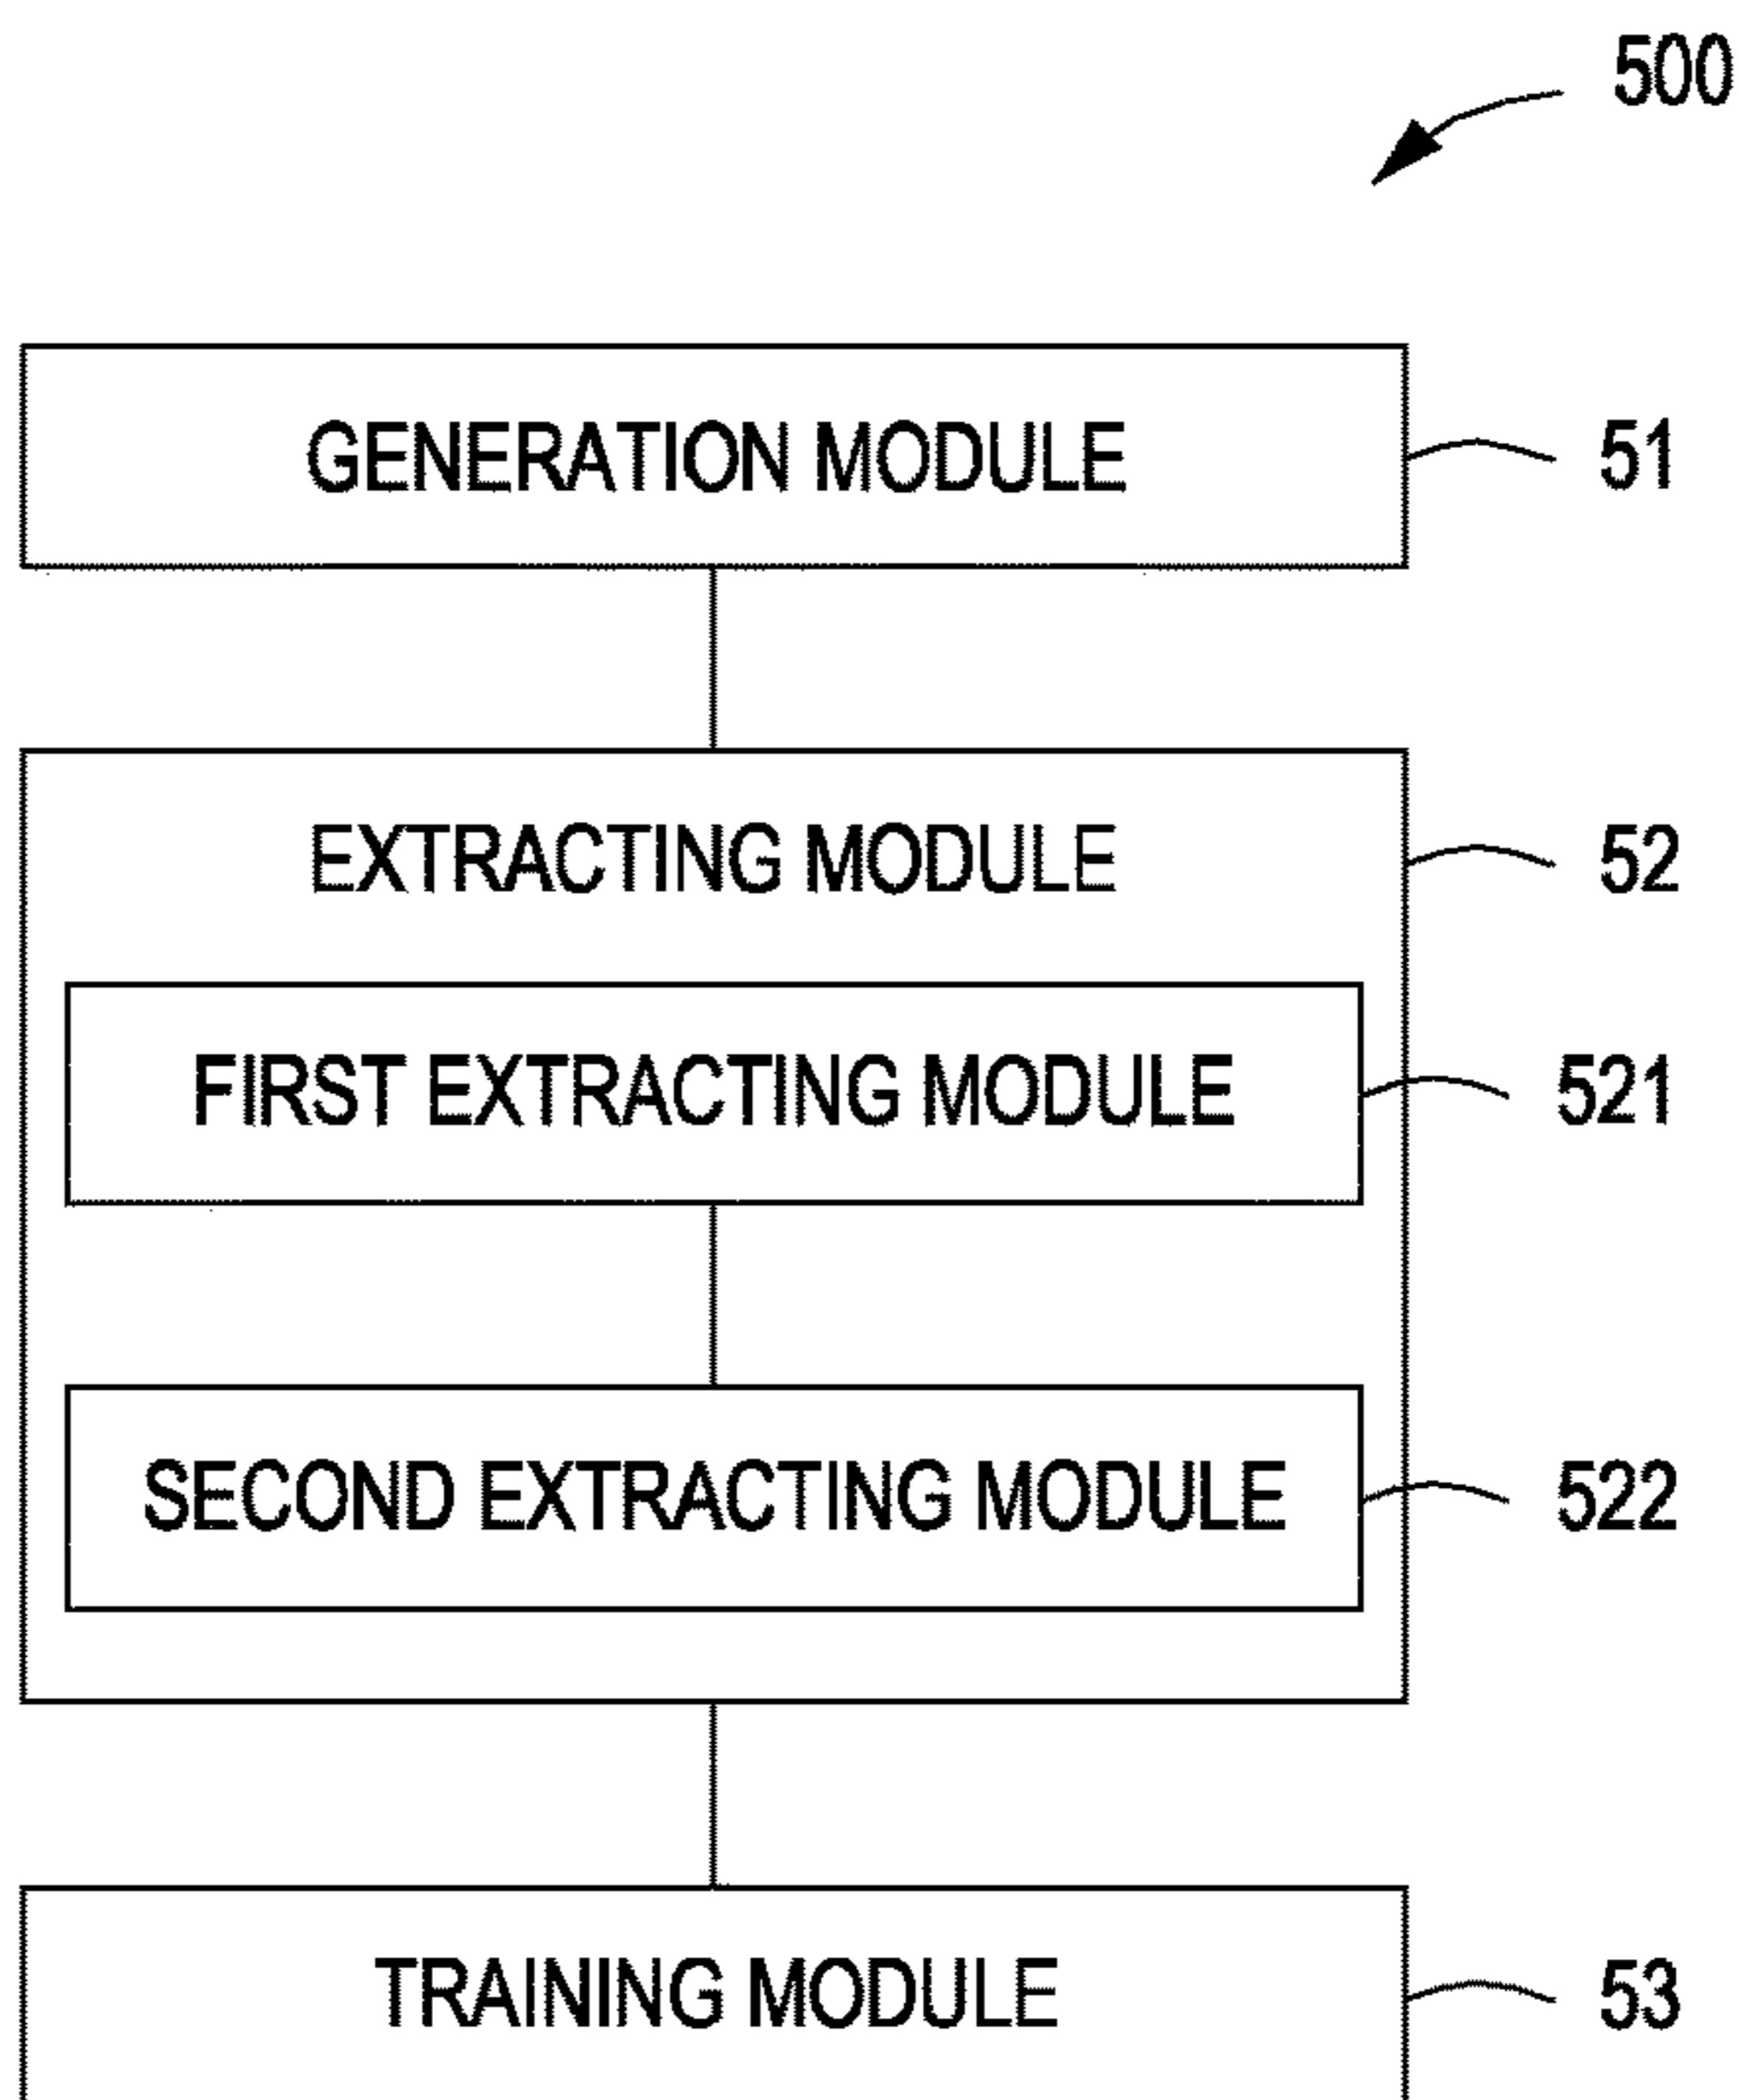 500
GENERATION MODULE 51
EXTRACTING MODULE 52
FIRST EXTRACTING MODULE 521
SECOND EXTRACTING MODULE 522
TRAINING MODULE 53